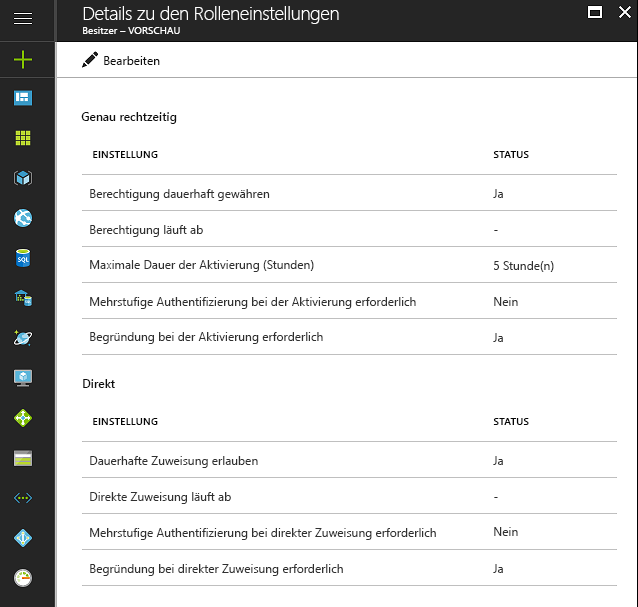 Details zu den Rolleneinstellungen
Besitzer – VORSCHAU
Bearbeiten
Genau rechtzeitig
EINSTELLUNG STATUS
Berechtigung dauerhaft gewähren Ja
Berechtigung läuft ab -
Maximale Dauer der Aktivierung (Stunden) 5 Stunde(n)
Mehrstufige Authentifizierung bei der Aktivierung erforderlich Nein
Begründung bei der Aktivierung erforderlich Ja
Direkt
EINSTELLUNG STATUS
Dauerhafte Zuweisung erlauben Ja
Direkte Zuweisung läuft ab -
Mehrstufige Authentifizierung bei direkter Zuweisung erforderlich Nein
Begründung bei direkter Zuweisung erforderlich Ja
SQL